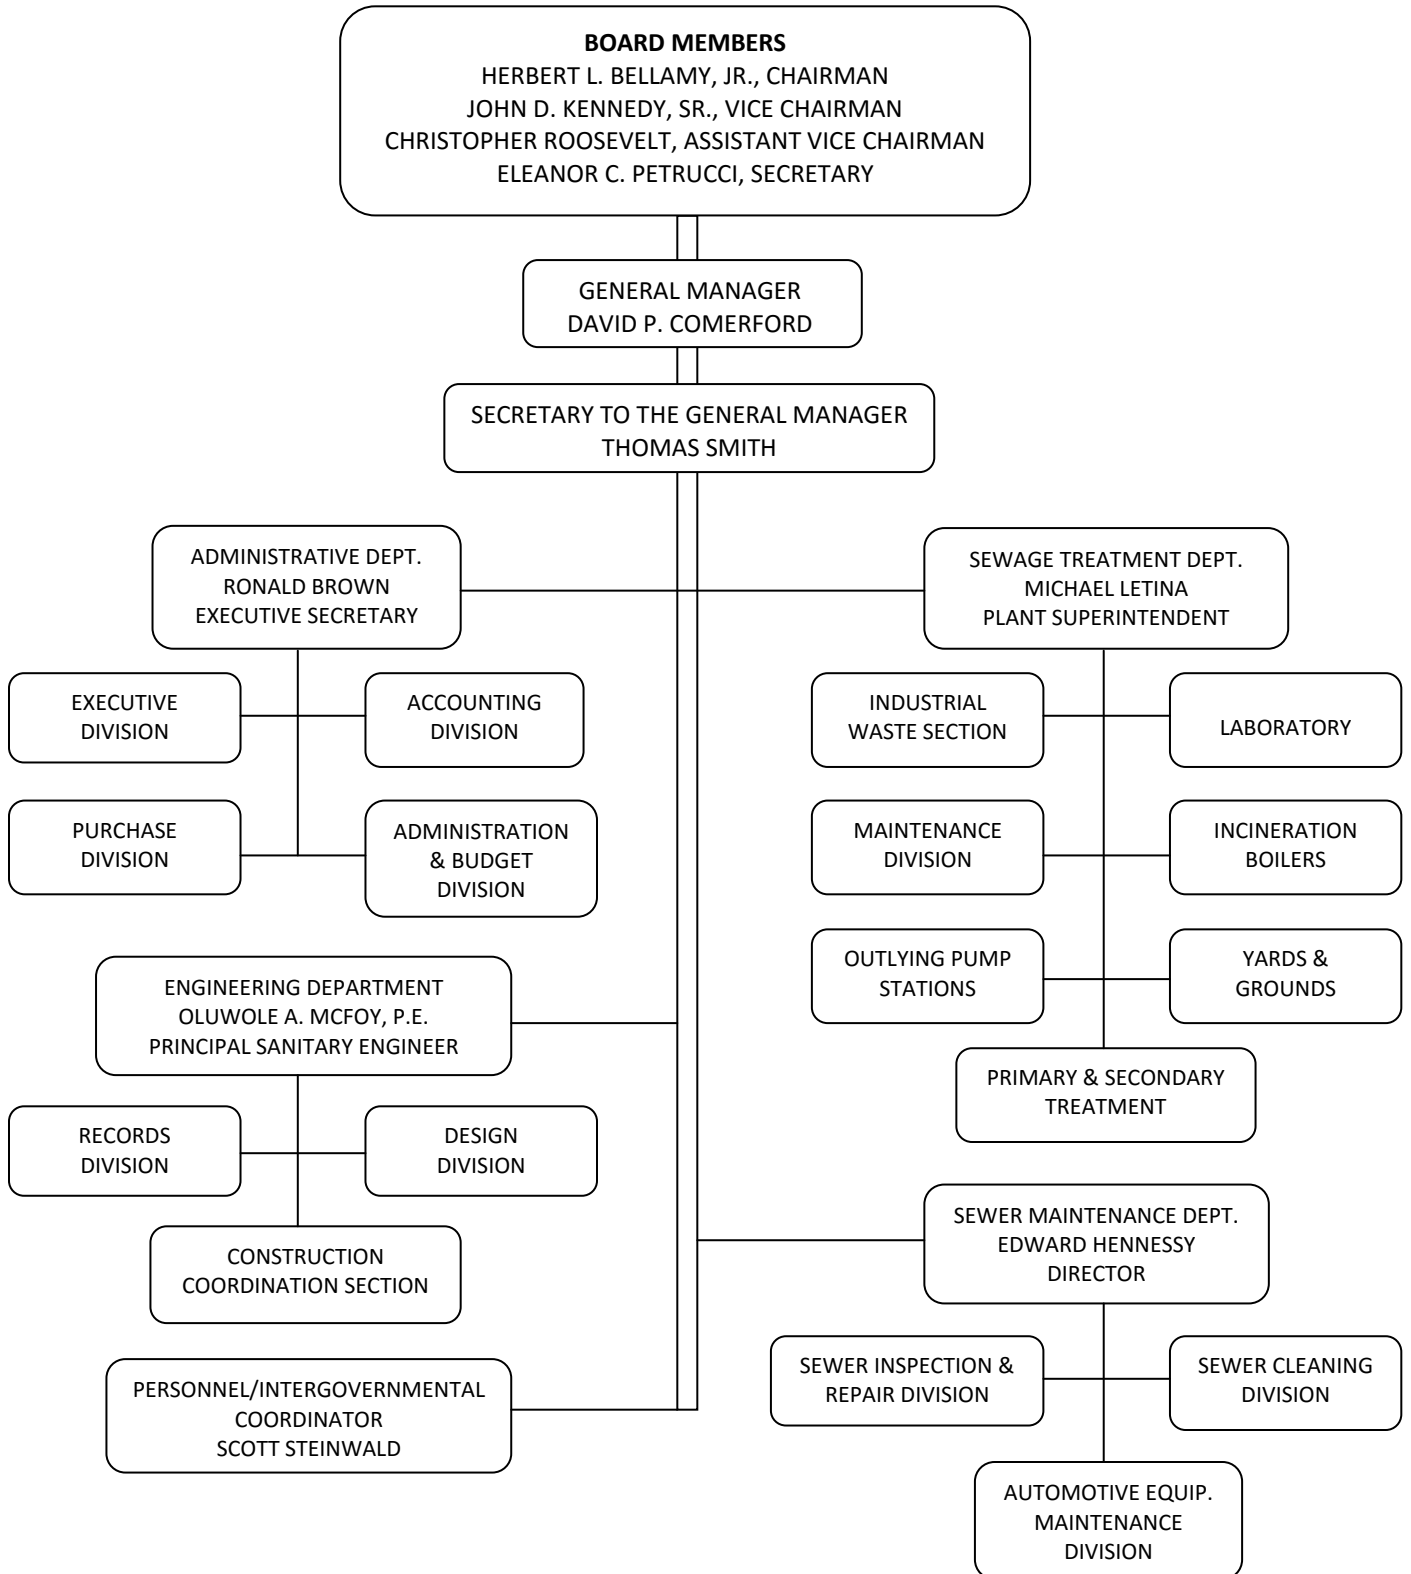 BOARD MEMBERS
HERBERT L. BELLAMY, JR., CHAIRMAN
JOHN D. KENNEDY, SR., VICE CHAIRMAN
CHRISTOPHER ROOSEVELT, ASSISTANT VICE CHAIRMAN
ELEANOR C. PETRUCCI, SECRETARY
GENERAL MANAGER
DAVID P. COMERFORD
SECRETARY TO THE GENERAL MANAGER
THOMAS SMITH
ADMINISTRATIVE DEPT.
RONALD BROWN
EXECUTIVE SECRETARY
EXECUTIVE
DIVISION
ACCOUNTING
DIVISION
PURCHASE
DIVISION
ADMINISTRATION
& BUDGET
DIVISION
SEWAGE TREATMENT DEPT.
MICHAEL LETINA
PLANT SUPERINTENDENT
INDUSTRIAL
WASTE SECTION
LABORATORY
MAINTENANCE
DIVISION
INCINERATION
BOILERS
OUTLYING PUMP
STATIONS
YARDS &
GROUNDS
PRIMARY & SECONDARY
TREATMENT
ENGINEERING DEPARTMENT
OLUWOLE A. MCFOY, P.E.
PRINCIPAL SANITARY ENGINEER
RECORDS
DIVISION
DESIGN
DIVISION
CONSTRUCTION
COORDINATION SECTION
SEWER MAINTENANCE DEPT.
EDWARD HENNESSY
DIRECTOR
SEWER INSPECTION &
REPAIR DIVISION
SEWER CLEANING
DIVISION
AUTOMOTIVE EQUIP.
MAINTENANCE
DIVISION
PERSONNEL/INTERGOVERNMENTAL
COORDINATOR
SCOTT STEINWALD